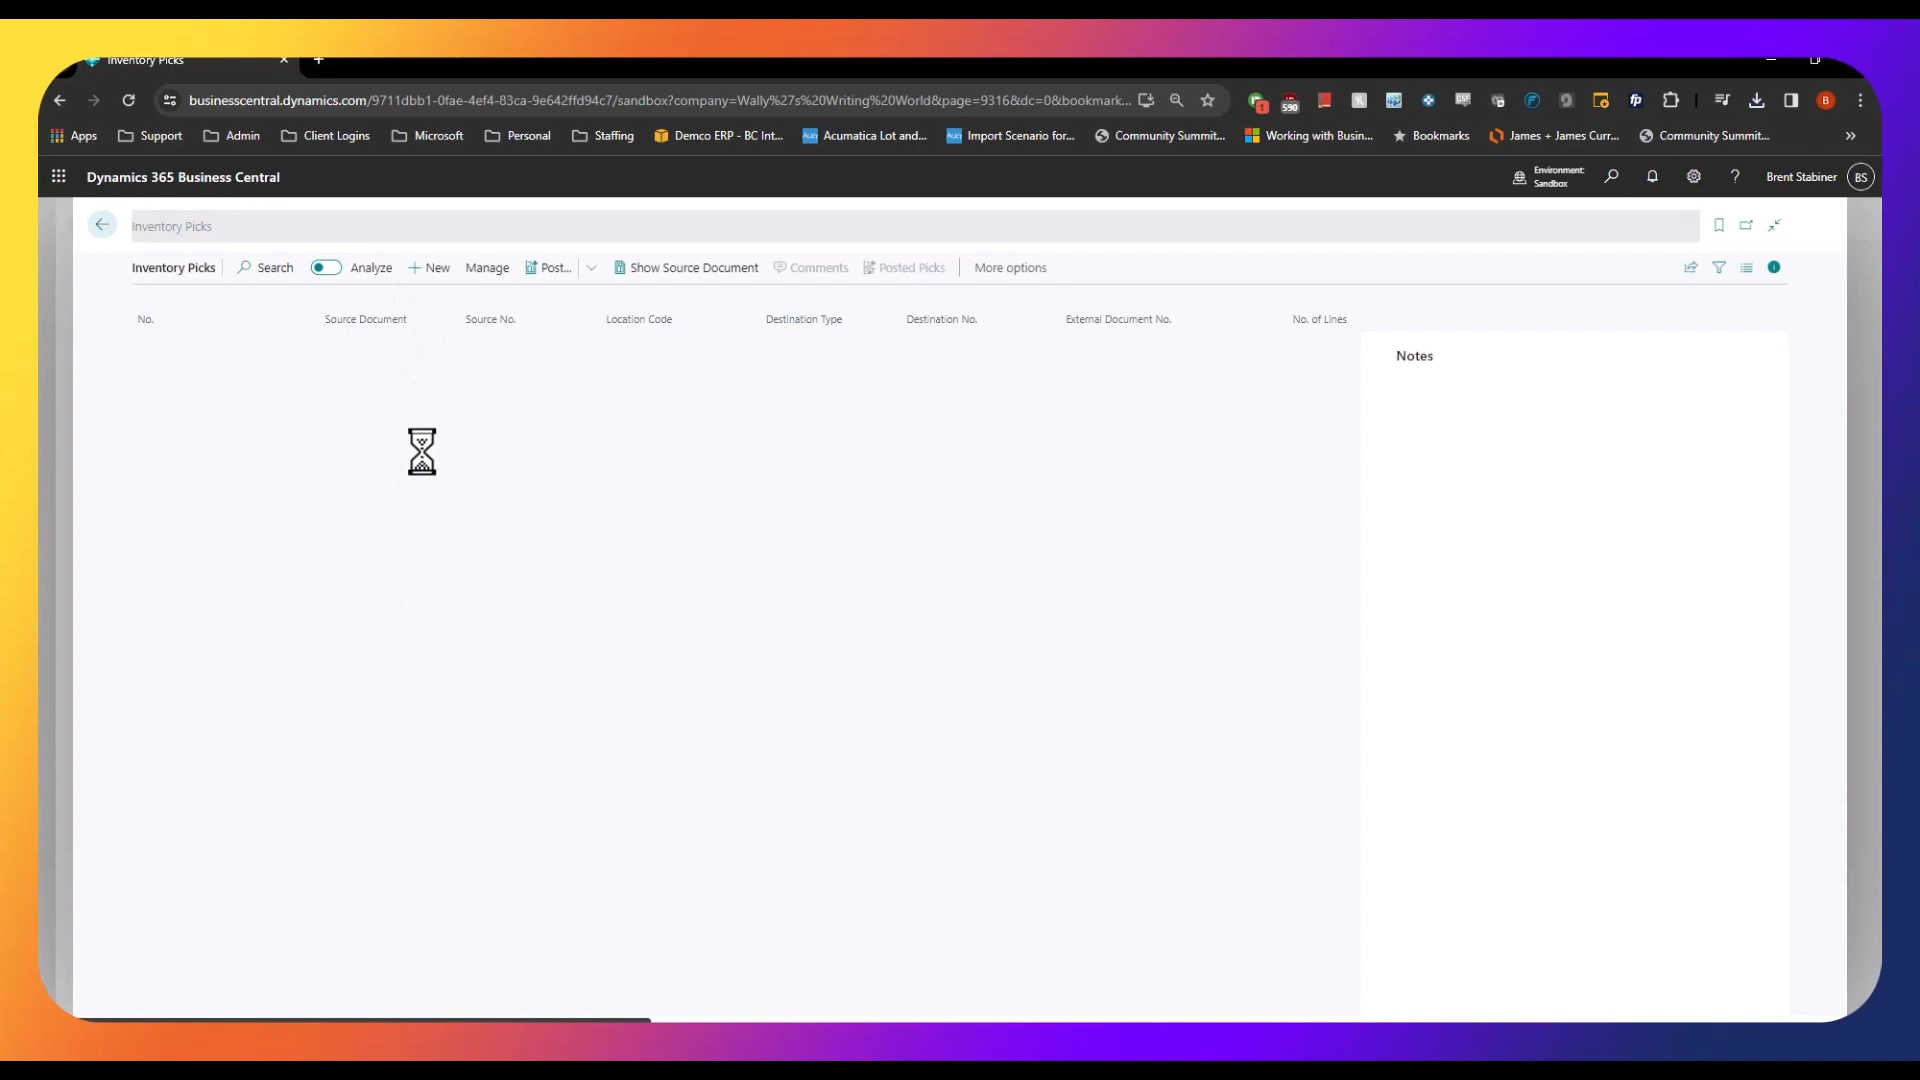 Inventory Picks
businesscentral.dynamics.com/9711dbb1-0fae-4ef4-83ca-9e642ffd94c7/sandbox?company=Wally%27s%20Writing%20World&page=9316&dc=0&bookmark...
1
590
fp
B
Apps Support Admin Client Logins Microsoft Personal Staffing Demco ERP - BC Int... Acumatica Lot and... Import Scenario for... Community Summit... Working with Busin... Bookmarks James + James Curr... Community Summit... »
Dynamics 365 Business Central Environment: Sandbox ? Brent Stabiner BS
Inventory Picks
Inventory Picks Search Analyze New Manage Post... Show Source Document Comments Posted Picks More options
No. Source Document Source No. Location Code Destination Type Destination No. External Document No. No. of Lines
Notes